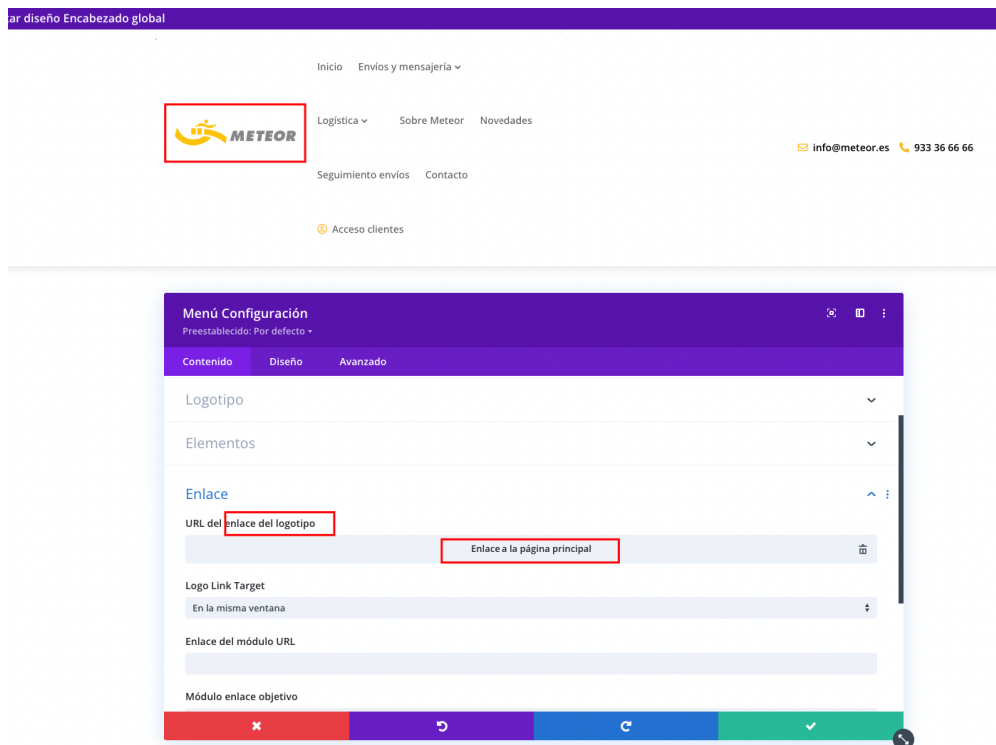 tar diseño Encabezado global
Inicio Envíos y mensajería
METEOR
Logística Sobre Meteor Novedades
info@meteor.es 933 36 66 66
Seguimiento envíos Contacto
Acceso clientes
Menú Configuración
Preestablecido: Por defecto
Contenido Diseño Avanzado
Logotipo
Elementos
Enlace
URL del enlace del logotipo
Enlace a la página principal
Logo Link Target
En la misma ventana
Enlace del módulo URL
Módulo enlace objetivo